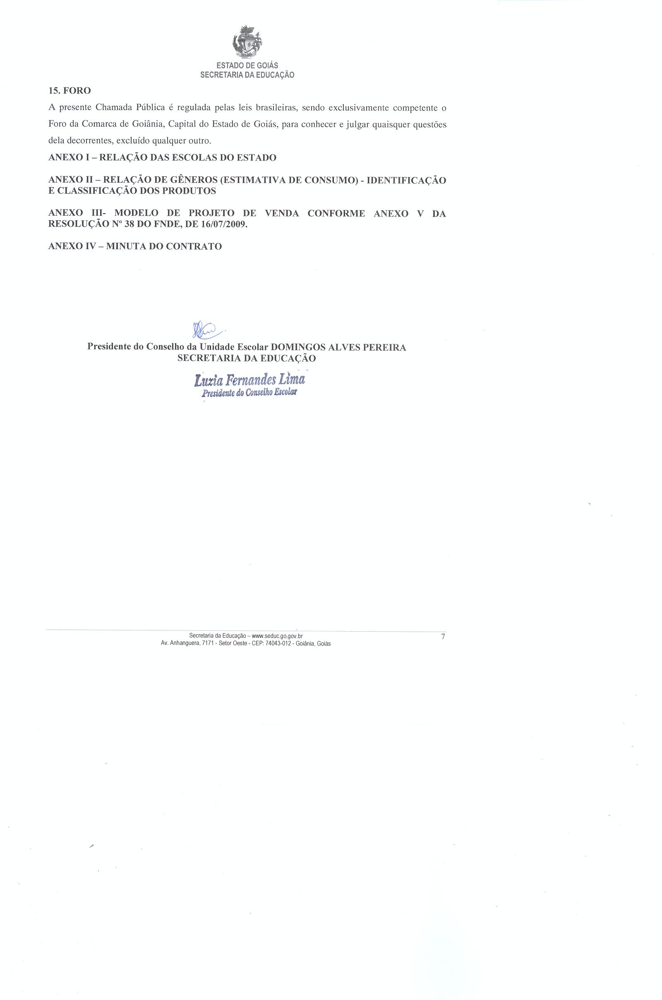 ESTADO DE GOIÁS
SECRETARIA DA EDUCAÇÃO
15. FORO
A presente Chamada Pública é regulada pelas leis brasileiras, sendo exclusivamente competente o
Foro da Comarca de Goiânia, Capital do Estado de Goiás, para conhecer e julgar quaisquer questões
dela decorrentes, excluído qualquer outro.
ANEXO I – RELAÇÃO DAS ESCOLAS DO ESTADO
ANEXO II – RELAÇÃO DE GÊNEROS (ESTIMATIVA DE CONSUMO) - IDENTIFICAÇÃO
E CLASSIFICAÇÃO DOS PRODUTOS
ANEXO III- MODELO DE PROJETO DE VENDA CONFORME ANEXO V DA
RESOLUÇÃO Nº 38 DO FNDE, DE 16/07/2009.
ANEXO IV – MINUTA DO CONTRATO
Presidente do Conselho da Unidade Escolar DOMINGOS ALVES PEREIRA
SECRETARIA DA EDUCAÇÃO
Luzia Fernandes Lima
Presidente do Conselho Escolar
Secretaria da Educação – www.seduc.go.gov.br
7
Av. Anhanguera, 7171 - Setor Oeste - CEP: 74043-012 - Goiânia, Goiás